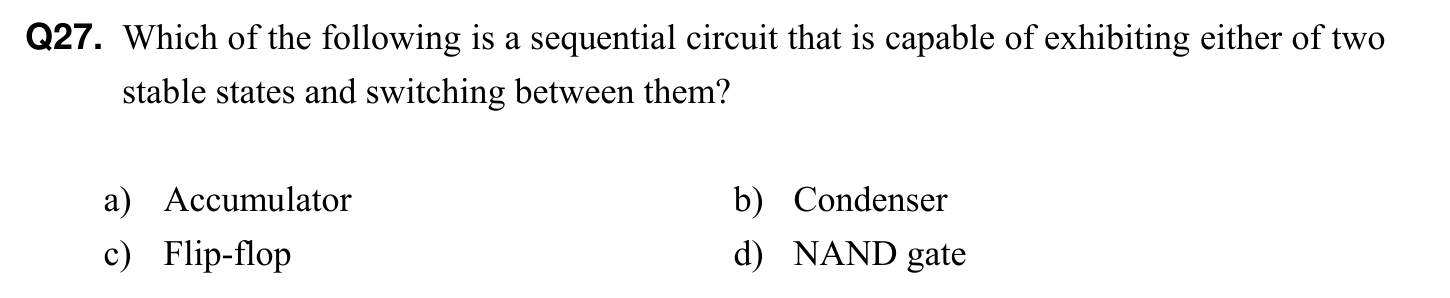 Q27. Which of the following is a sequential circuit that is capable of exhibiting either of two
stable states and switching between them?
a) Accumulator b) Condenser
c) Flip-flop d) NAND gate